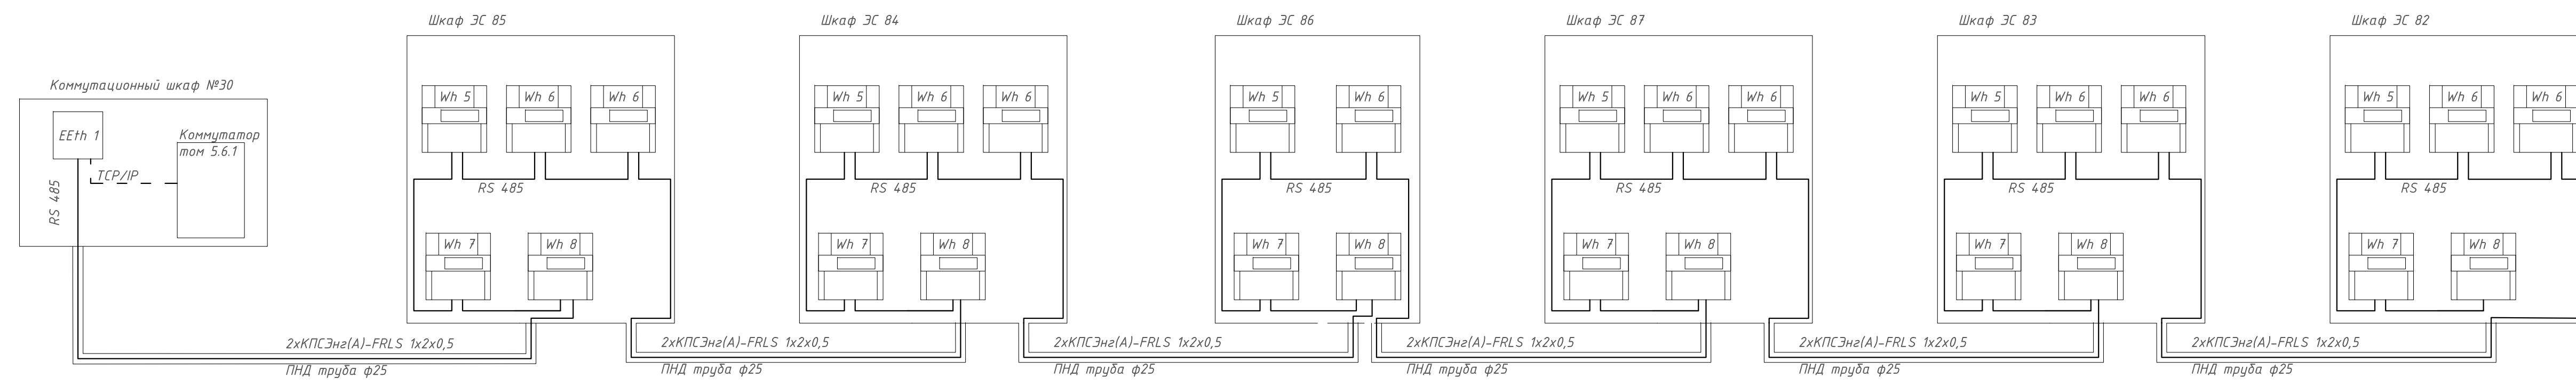 Шкаф ЭС 85
Шкаф ЭС 84
Шкаф ЭС 86
Шкаф ЭС 87
Шкаф ЭС 83
Шкаф ЭС 82
Коммутационный шкаф №30
EEth 1
Коммутатор
том 5.6.1
TCP/IP
RS 485
Wh 5
Wh 6
Wh 6
RS 485
Wh 7
Wh 8
Wh 5
Wh 6
Wh 6
RS 485
Wh 7
Wh 8
Wh 5
Wh 6
RS 485
Wh 7
Wh 8
Wh 5
Wh 6
Wh 6
RS 485
Wh 7
Wh 8
Wh 5
Wh 6
Wh 6
RS 485
Wh 7
Wh 8
Wh 5
Wh 6
Wh 6
RS 485
Wh 7
Wh 8
2хКПСЭнг(А)-FRLS 1х2х0,5
ПНД труба ф25
2хКПСЭнг(А)-FRLS 1х2х0,5
ПНД труба ф25
2хКПСЭнг(А)-FRLS 1х2х0,5
ПНД труба ф25
2хКПСЭнг(А)-FRLS 1х2х0,5
ПНД труба ф25
2хКПСЭнг(А)-FRLS 1х2х0,5
ПНД труба ф25
2хКПСЭнг(А)-FRLS 1х2х0,5
ПНД труба ф25